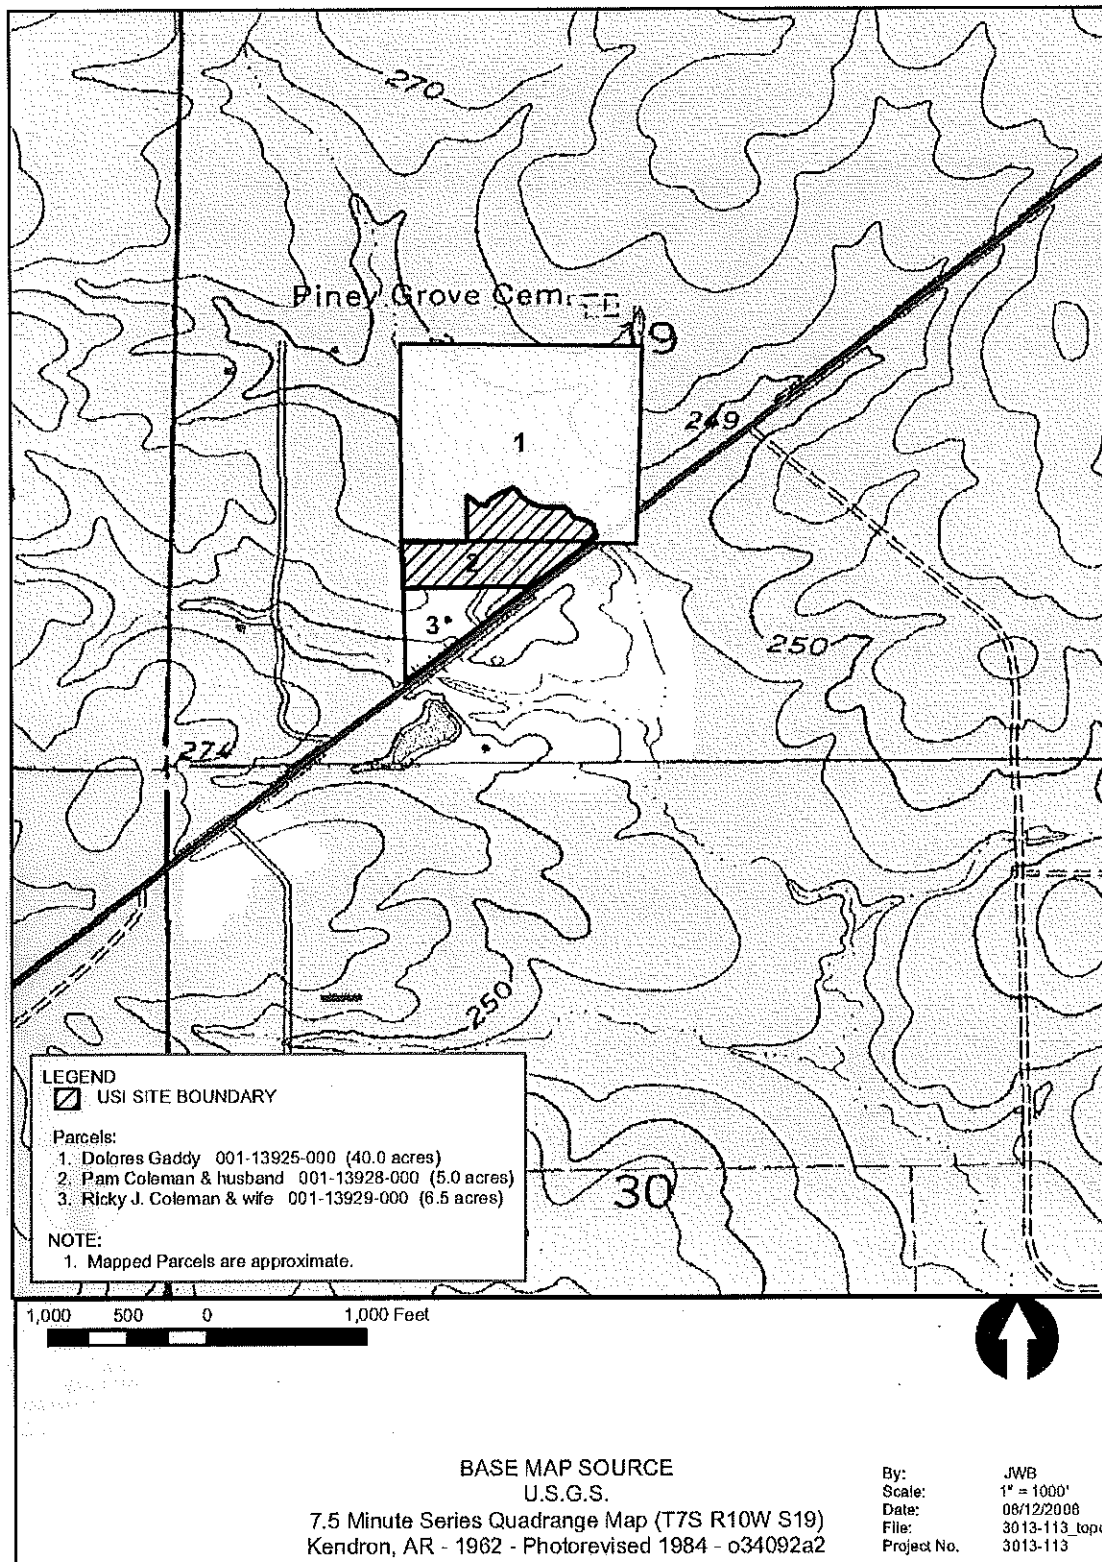 270
Piney Grove Cem.
9
1
249
2
3
250
274
250
LEGEND
USI SITE BOUNDARY
Parcels:
1. Dolores Gaddy 001-13925-000 (40.0 acres)
2. Pam Coleman & husband 001-13928-000 (5.0 acres)
3. Ricky J. Coleman & wife 001-13929-000 (6.5 acres)
NOTE:
1. Mapped Parcels are approximate.
30
1,000 500 0 1,000 Feet
BASE MAP SOURCE
U.S.G.S.
7.5 Minute Series Quadrange Map (T7S R10W S19)
Kendron, AR - 1962 - Photorevised 1984 - o34092a2
By: JWB
Scale: 1" = 1000'
Date: 08/12/2008
File: 3013-113_topo
Project No. 3013-113